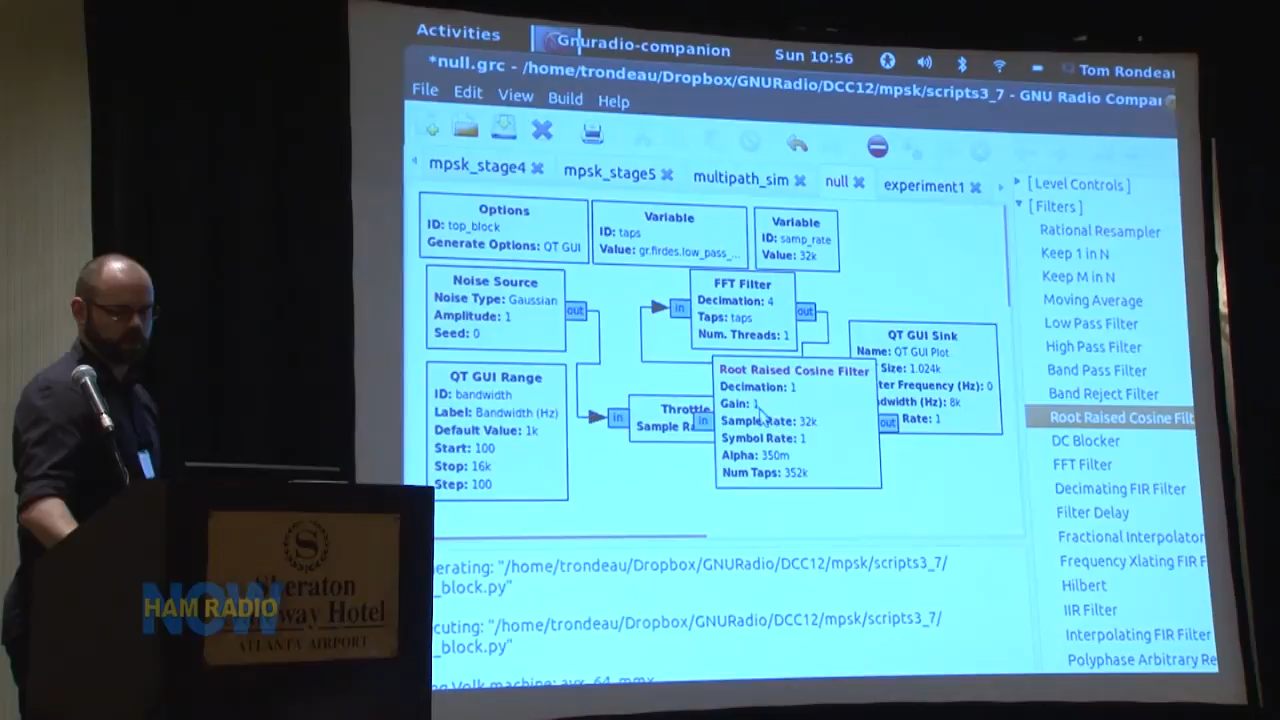 Activities
Gnuradio-companion
Sun 10:56
Tom Rondeau
*null.grc - /home/trondeau/Dropbox/GNURadio/DCC12/mpsk/scripts3_7 - GNU Radio Compa
File Edit View Build Help
mpsk_stage4
mpsk_stage5
multipath_sim
null
experiment1
Options
ID: top_block
Generate Options: QT GUI
Variable
ID: taps
Value: gr.firdes.low_pass_...
Variable
ID: samp_rate
Value: 32k
Noise Source
Noise Type: Gaussian
Amplitude: 1
Seed: 0
out
in
FFT Filter
Decimation: 4
Taps: taps
Num. Threads: 1
out
QT GUI Range
ID: bandwidth
Label: Bandwidth (Hz)
Default Value: 1k
Start: 100
Stop: 16k
Step: 100
in
Throttle
Sample Ra
in
Root Raised Cosine Filter
Decimation: 1
Gain: 1
Sample Rate: 32k
Symbol Rate: 1
Alpha: 350m
Num Taps: 352k
out
QT GUI Sink
Name: QT GUI Plot
Size: 1.024k
ter Frequency (Hz): 0
dwidth (Hz): 8k
Rate: 1
[ Level Controls ]
[ Filters ]
Rational Resampler
Keep 1 in N
Keep M in N
Moving Average
Low Pass Filter
High Pass Filter
Band Pass Filter
Band Reject Filter
Root Raised Cosine Filt
DC Blocker
FFT Filter
Decimating FIR Filter
Filter Delay
Fractional Interpolator
Frequency Xlating FIR F
Hilbert
IIR Filter
Interpolating FIR Filter
Polyphase Arbitrary Re
erating: "/home/trondeau/Dropbox/GNURadio/DCC12/mpsk/scripts3_7/
_block.py"
cuting: "/home/trondeau/Dropbox/GNURadio/DCC12/mpsk/scripts3_7/
_block.py"
Volk machine: avx_64_mmx
S
Sheraton
Gateway Hotel
ATLANTA AIRPORT
HAM RADIO
NOW